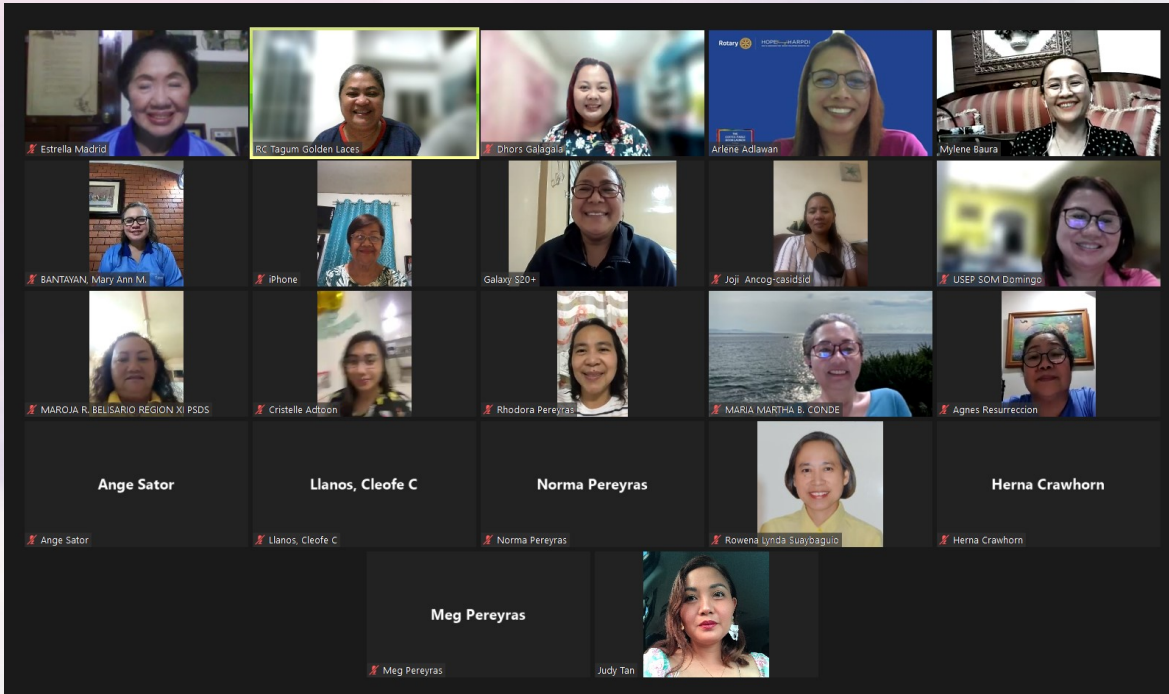 Estrella Madrid
RC Tagum Golden Laces
Dhors Galagala
Rotary
Arlene Adlawan
Mylene Baura
BANTAYAN, Mary Ann M.
iPhone
Galaxy S20+
Joji Ancog-casidsid
USEP SOM Domingo
MAROJA R. BELISARIO REGION XI PSDS
Cristelle Adtoon
Rhodora Pereyras
MARIA MARTHA B. CONDE
Agnes Resurreccion
Ange Sator
Ange Sator
Llanos, Cleofe C
Llanos, Cleofe C
Norma Pereyras
Norma Pereyras
Rowena Lynda Suaybaguio
Herna Crawhorn
Herna Crawhorn
Meg Pereyras
Meg Pereyras
Judy Tan